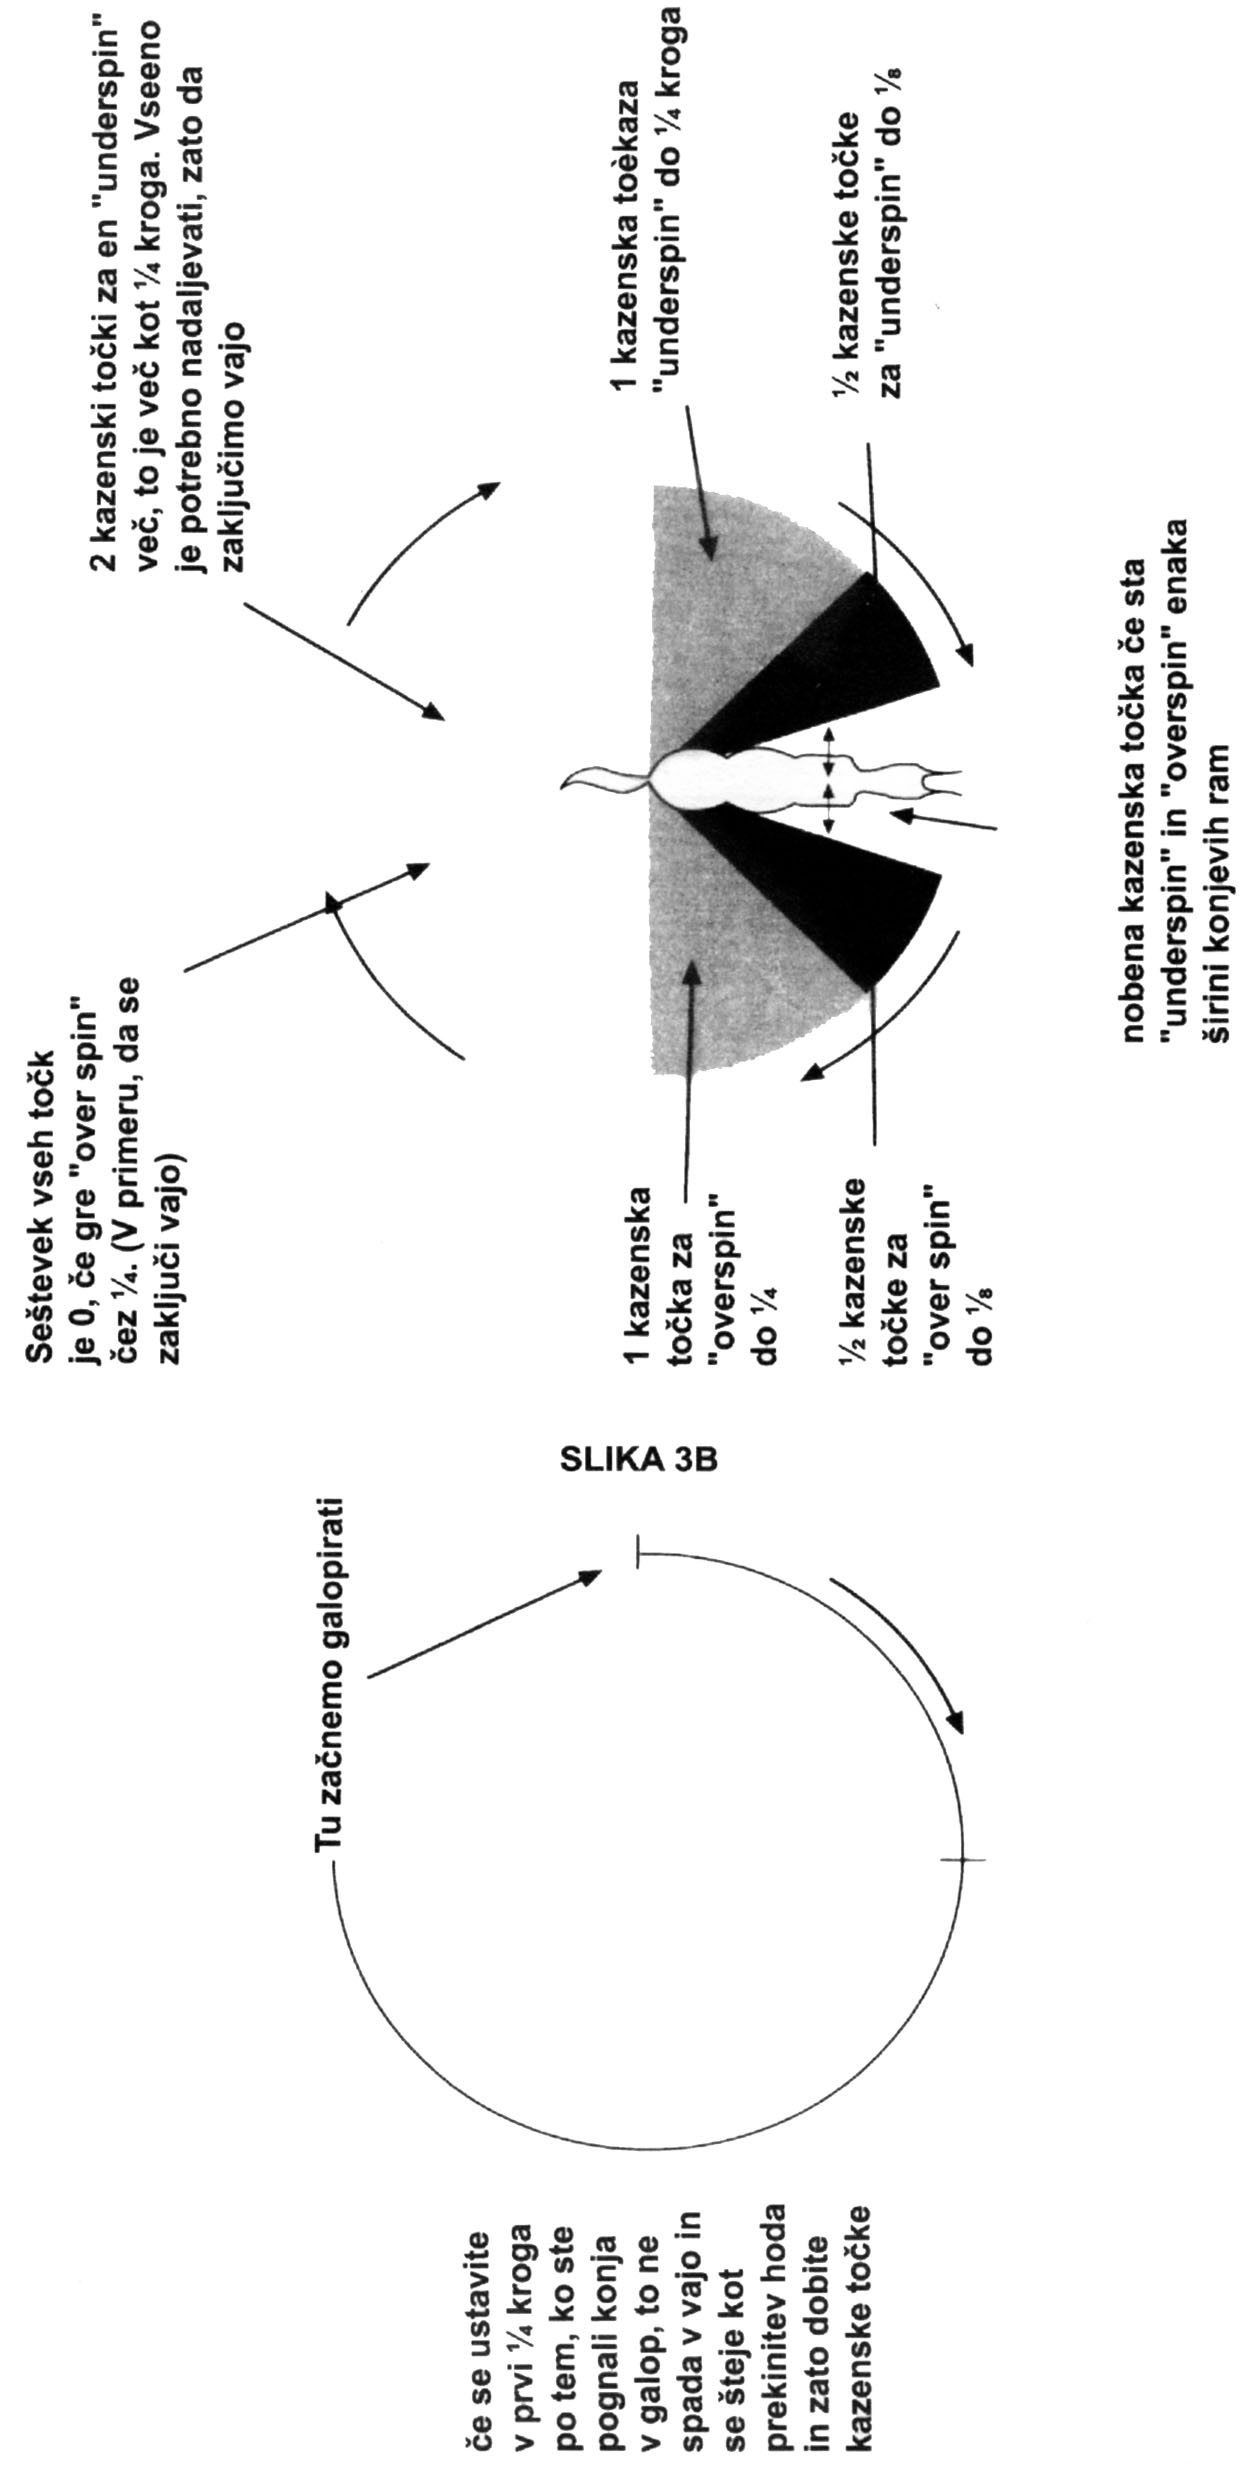 če se ustavite
v prvi ¼ kroga
po tem, ko ste
pognali konja
v galop, to ne
spada v vajo in
se šteje kot
prekinitev hoda
in zato dobite
kazenske točke
Tu začnemo galopirati
SLIKA 3B
Seštevek vseh točk
je 0, če gre "over spin"
čez ¼. (V primeru, da se
zaključi vajo)
2 kazenski točki za en "underspin"
več, to je več kot ¼ kroga. Vseeno
je potrebno nadaljevati, zato da
zaključimo vajo
1 kazenska
točka za
"overspin"
do ¼
½ kazenske
točke za
"over spin"
do ⅛
1 kazenska toèkaza
"underspin" do ¼ kroga
½ kazenske točke
za "underspin" do ⅛
nobena kazenska točka če sta
"underspin" in "overspin" enaka
širini konjevih ram